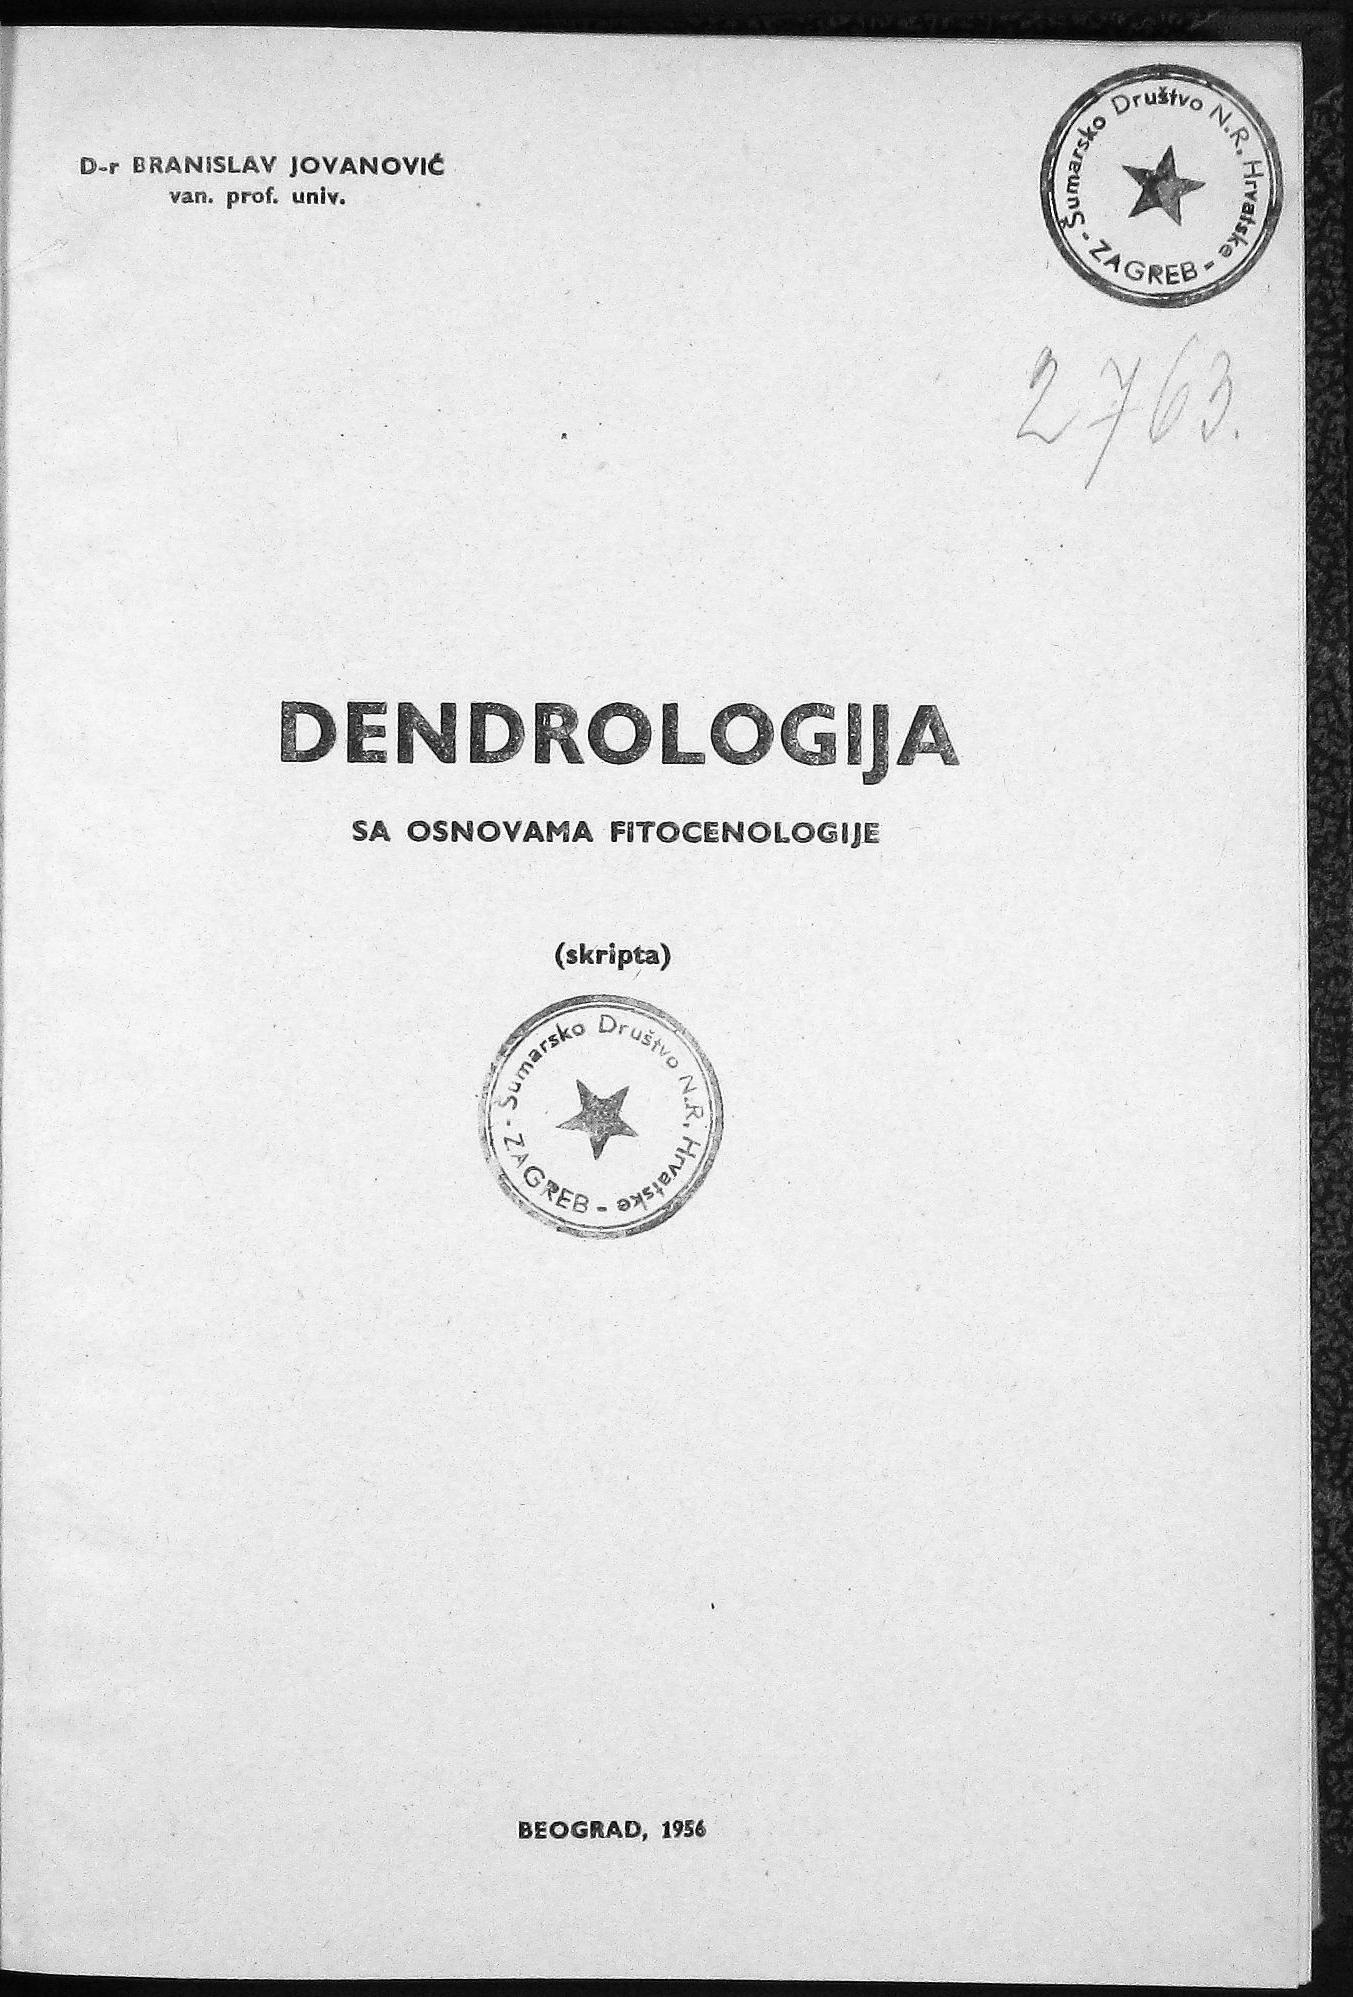 D-r BRANISLAV JOVANOVIĆ
van. prof. univ.
Šumarsko Društvo N.R. Hrvatske
- ZAGREB -
2763.
DENDROLOGIJA
SA OSNOVAMA FITOCENOLOGIJE
(skripta)
Šumarsko Društvo N.R. Hrvatske
- ZAGREB -
BEOGRAD, 1956